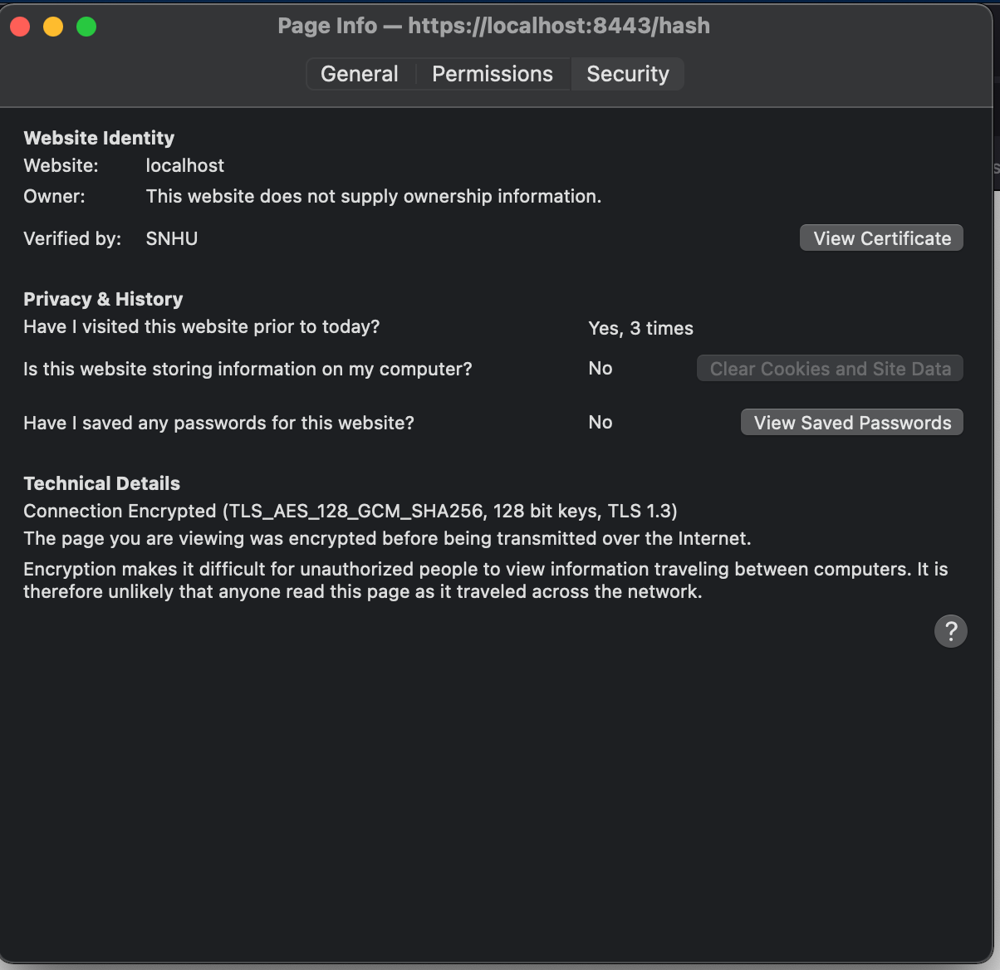 Page Info — https://localhost:8443/hash
General Permissions Security
Website Identity
Website: localhost
Owner: This website does not supply ownership information.
Verified by: SNHU View Certificate
Privacy & History
Have I visited this website prior to today? Yes, 3 times
Is this website storing information on my computer? No Clear Cookies and Site Data
Have I saved any passwords for this website? No View Saved Passwords
Technical Details
Connection Encrypted (TLS_AES_128_GCM_SHA256, 128 bit keys, TLS 1.3)
The page you are viewing was encrypted before being transmitted over the Internet.
Encryption makes it difficult for unauthorized people to view information traveling between computers. It is
therefore unlikely that anyone read this page as it traveled across the network.
?